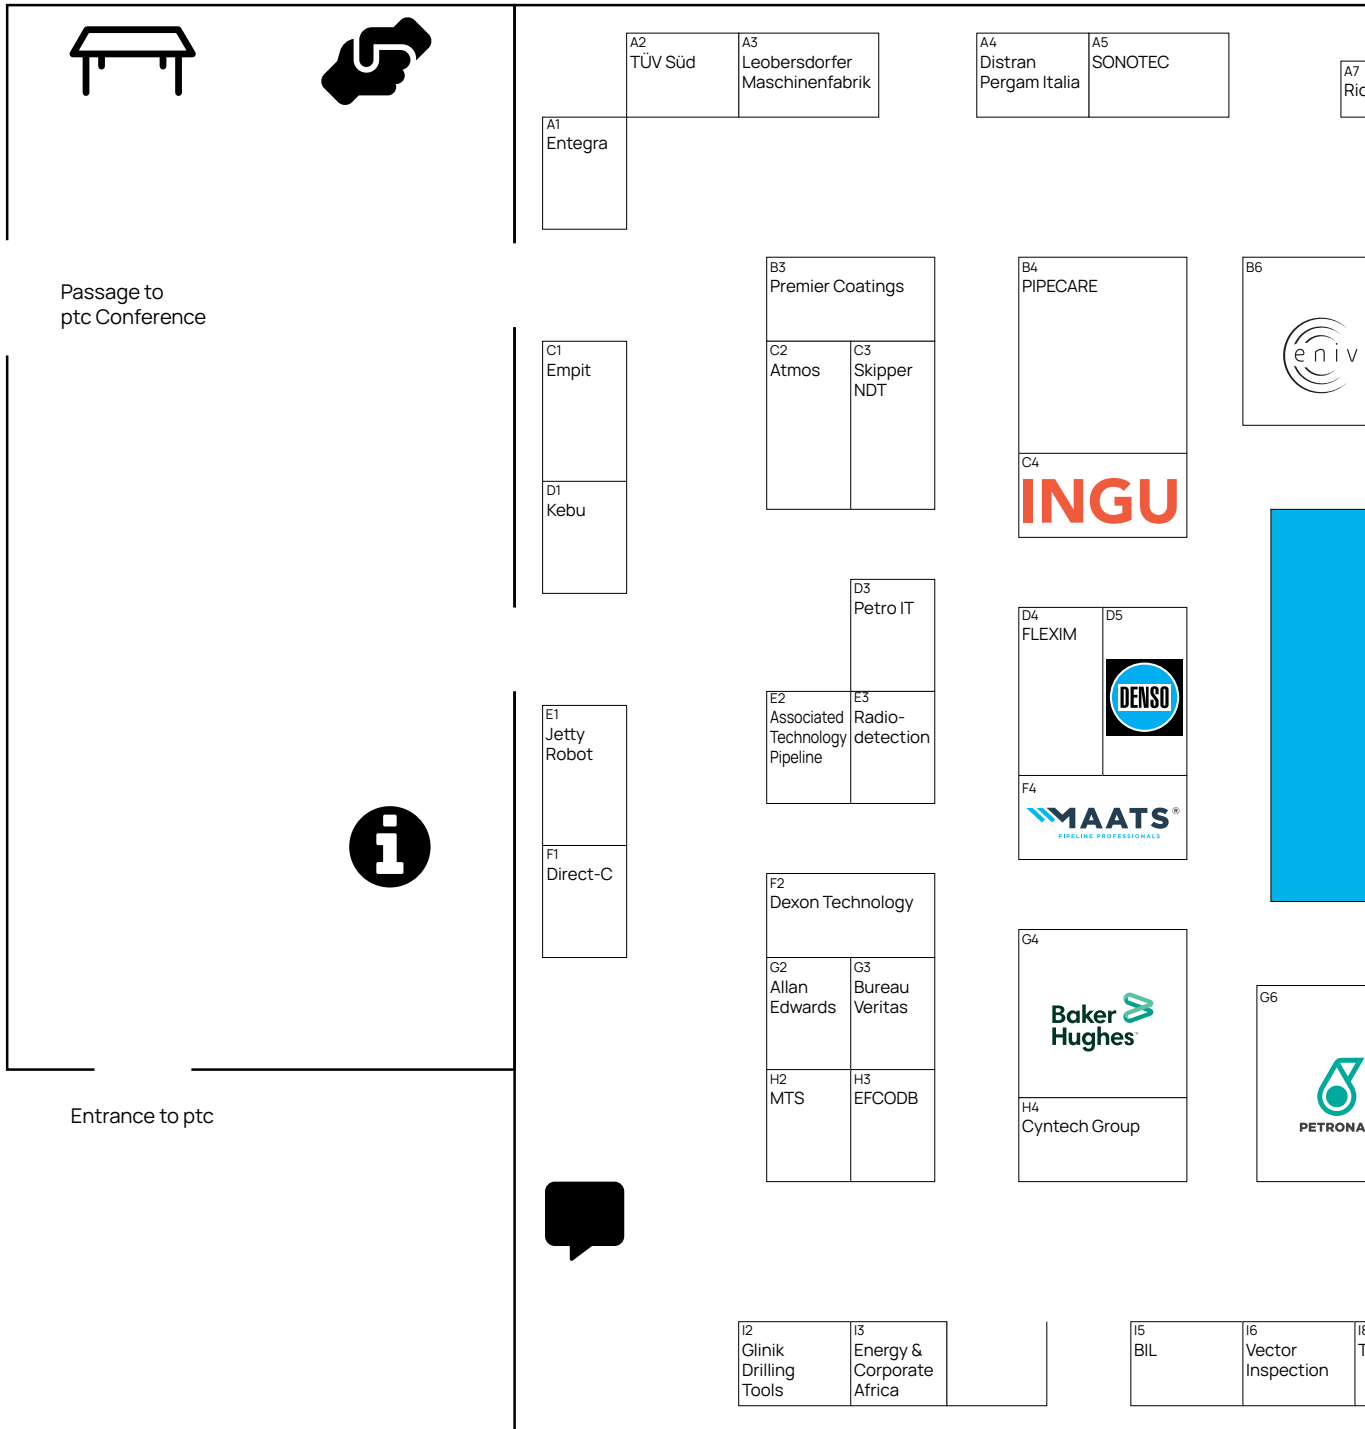 A2
TÜV Süd
A3
Leobersdorfer
Maschinenfabrik
A4
Distran
Pergam Italia
A5
SONOTEC
A7
A1
Entegra
Passage to
ptc Conference
B3
Premier Coatings
B4
PIPECARE
B6
eniv
C1
Empit
C2
Atmos
C3
Skipper
NDT
C4
INGU
D1
Kebu
D3
Petro IT
D4
FLEXIM
D5
DENSO
E1
Jetty
Robot
E2
Associated
Technology
Pipeline
E3
Radio-
detection
F4
MAATS®
PIPELINE PROFESSIONALS
F1
Direct-C
F2
Dexon Technology
G4
Baker
Hughes
G2
Allan
Edwards
G3
Bureau
Veritas
G6
PETRONA
H2
MTS
H3
EFCODB
H4
Cyntech Group
Entrance to ptc
I2
Glinik
Drilling
Tools
I3
Energy &
Corporate
Africa
I5
BIL
I6
Vector
Inspection
I8
T